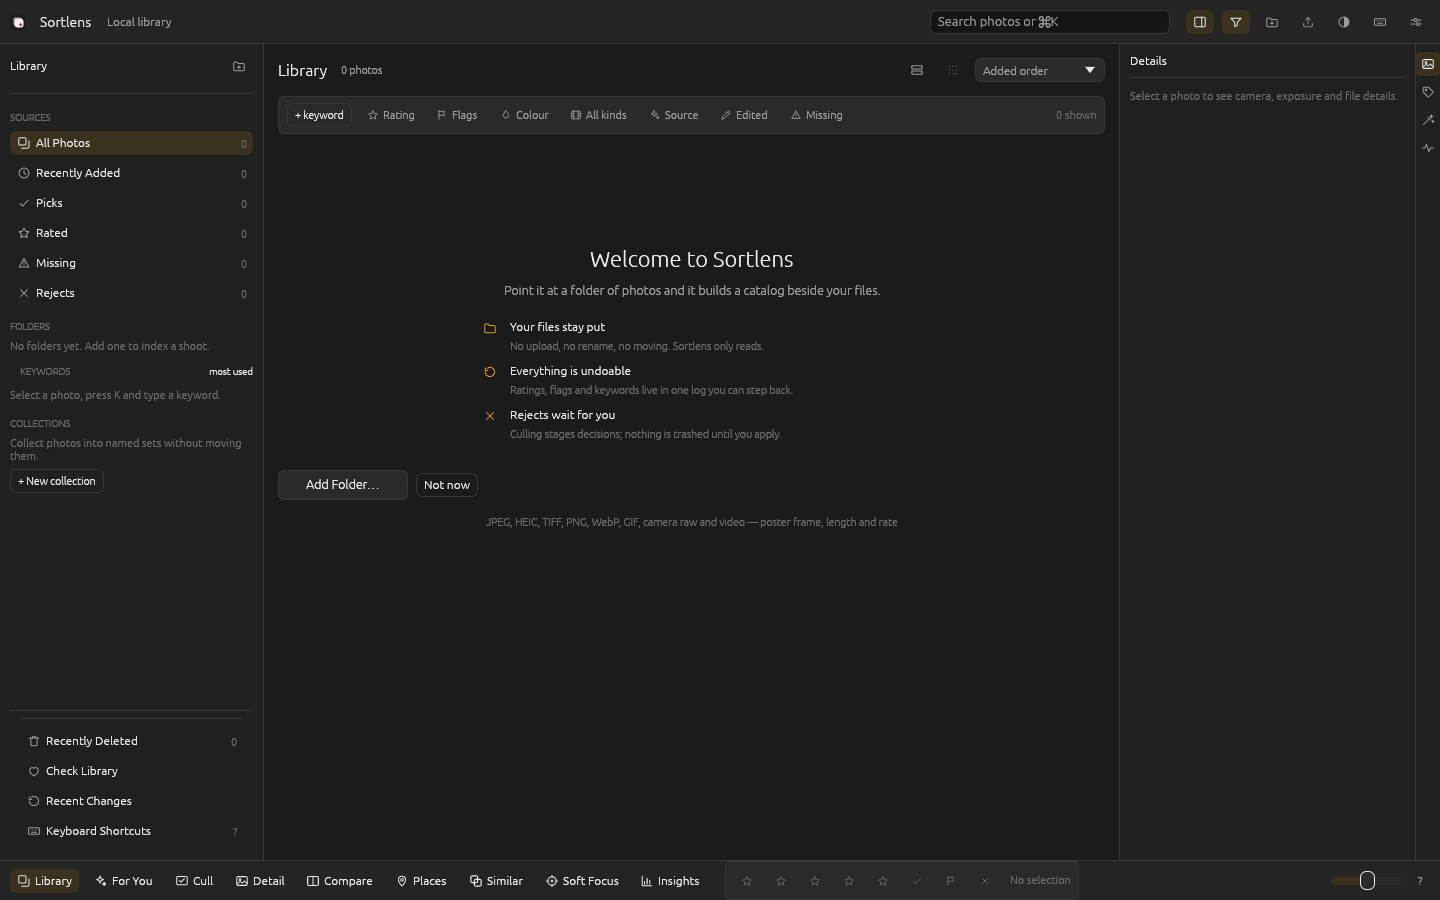 Sortlens Local library Search photos or ⌘K
Library
SOURCES
All Photos 0
Recently Added 0
Picks 0
Rated 0
Missing 0
Rejects 0
FOLDERS
No folders yet. Add one to index a shoot.
KEYWORDS most used
Select a photo, press K and type a keyword.
COLLECTIONS
Collect photos into named sets without moving
them.
+ New collection
Recently Deleted 0
Check Library
Recent Changes
Keyboard Shortcuts ?
Library 0 photos Added order
+ keyword Rating Flags Colour All kinds Source Edited Missing 0 shown
Welcome to Sortlens
Point it at a folder of photos and it builds a catalog beside your files.
Your files stay put
No upload, no rename, no moving. Sortlens only reads.
Everything is undoable
Ratings, flags and keywords live in one log you can step back.
Rejects wait for you
Culling stages decisions; nothing is trashed until you apply.
Add Folder… Not now
JPEG, HEIC, TIFF, PNG, WebP, GIF, camera raw and video — poster frame, length and rate
Details
Select a photo to see camera, exposure and file details.
Library For You Cull Detail Compare Places Similar Soft Focus Insights No selection ?